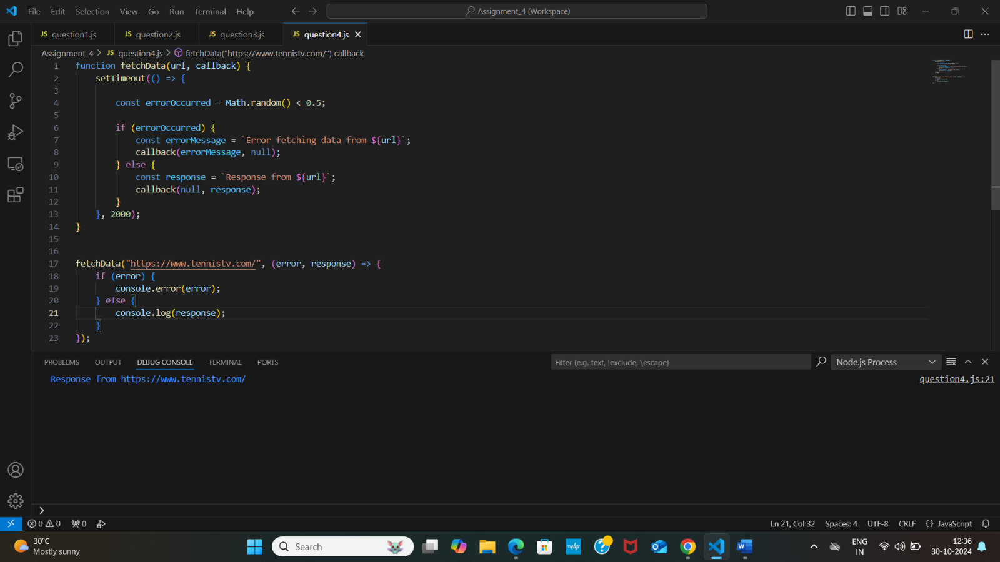 File Edit Selection View Go Run Terminal Help
Assignment_4 (Workspace)
JS question1.js JS question2.js JS question3.js JS question4.js
Assignment_4 > JS question4.js > fetchData("https://www.tennistv.com/") callback
1 function fetchData(url, callback) {
2 setTimeout(() => {
3
4 const errorOccurred = Math.random() < 0.5;
5
6 if (errorOccurred) {
7 const errorMessage = `Error fetching data from ${url}`;
8 callback(errorMessage, null);
9 } else {
10 const response = `Response from ${url}`;
11 callback(null, response);
12 }
13 }, 2000);
14 }
15
16
17 fetchData("https://www.tennistv.com/", (error, response) => {
18 if (error) {
19 console.error(error);
20 } else {
21 console.log(response);
22 }
23 });
PROBLEMS OUTPUT DEBUG CONSOLE TERMINAL PORTS
Filter (e.g. text, !exclude, \escape)
Node.js Process
Response from https://www.tennistv.com/
question4.js:21
0 0 0
Ln 21, Col 32 Spaces: 4 UTF-8 CRLF {} JavaScript
30°C
Mostly sunny
Search
myhp
ENG
IN
12:36
30-10-2024